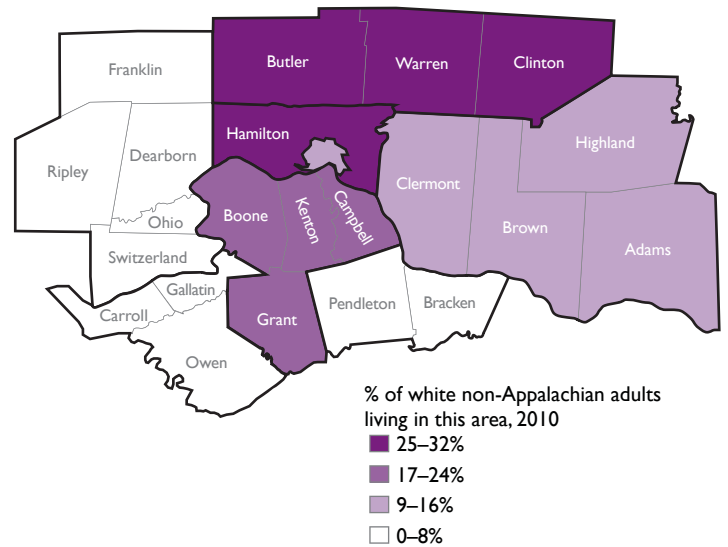 Franklin
Butler
Warren
Clinton
Hamilton
Highland
Ripley
Dearborn
Clermont
Boone
Kenton
Campbell
Ohio
Brown
Adams
Switzerland
Gallatin
Carroll
Grant
Pendleton
Bracken
Owen
% of white non-Appalachian adults
living in this area, 2010
25–32%
17–24%
9–16%
0–8%